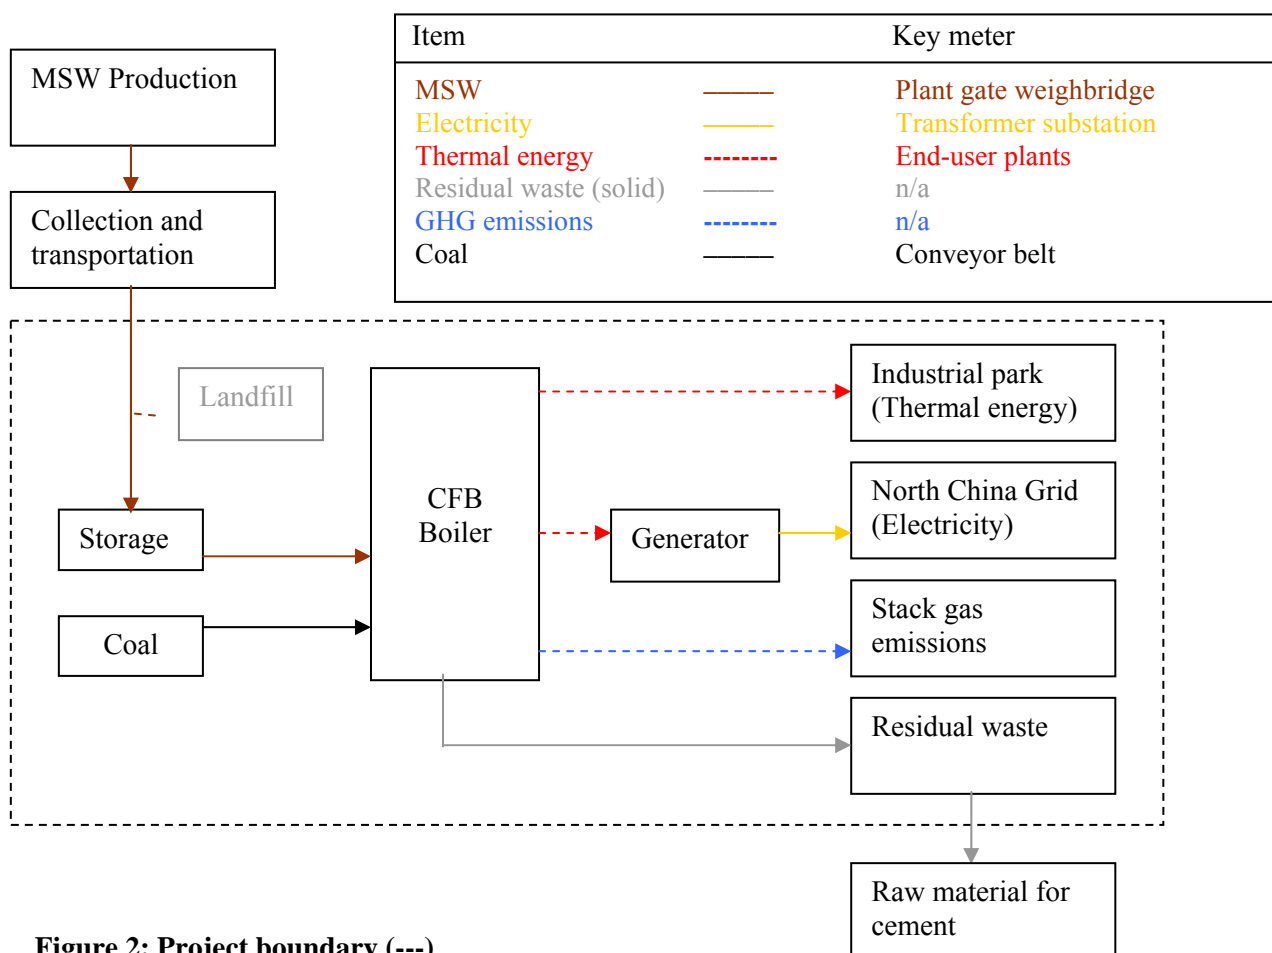 Item Key meter
MSW Production
MSW Plant gate weighbridge
Electricity Transformer substation
Thermal energy End-user plants
Residual waste (solid) n/a
GHG emissions n/a
Coal Conveyor belt
Collection and
transportation
Landfill
Industrial park
(Thermal energy)
CFB
Boiler
North China Grid
(Electricity)
Storage
Generator
Stack gas
emissions
Coal
Residual waste
Raw material for
cement
Figure 2: Project boundary (---)